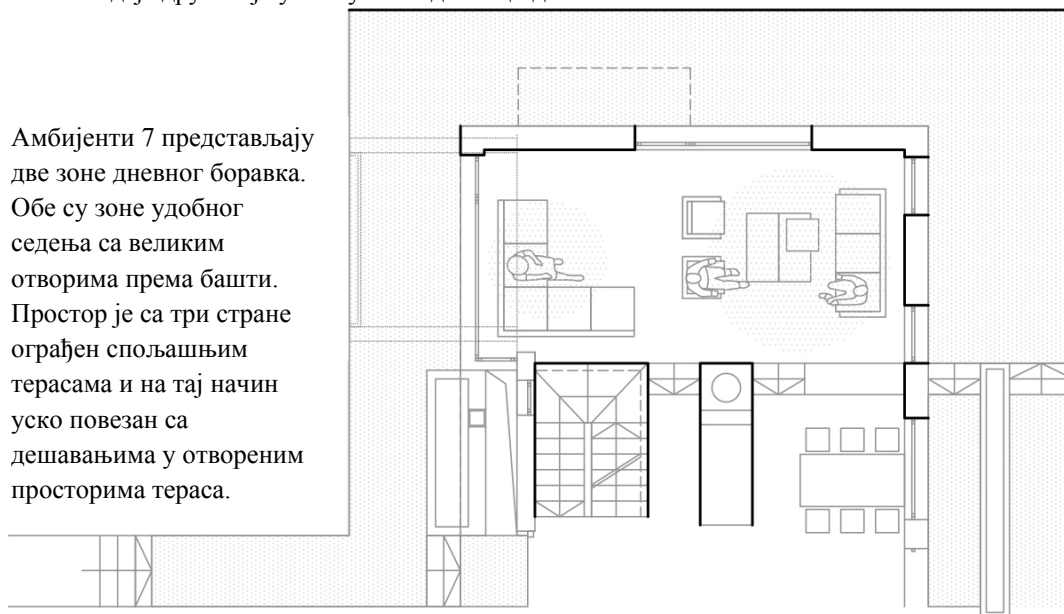 Амбијенти 7 представљају
две зоне дневног боравка.
Обе су зоне удобног
седења са великим
отворима према башти.
Простор је са три стране
ограђен спољашњим
терасама и на тај начин
уско повезан са
дешавањима у отвореним
просторима тераса.